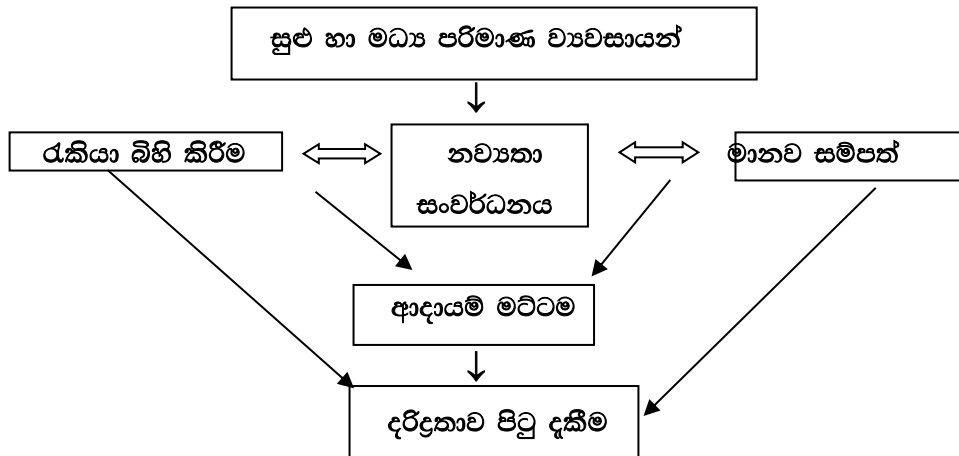 සුළු හා මධ්‍ය පරිමාණ ව්‍යවසායන්
රැකියා බිහි කිරීම
නව්‍යතා
සංවර්ධනය
මානව සම්පත්
ආදායම් මට්ටම
දරිද්‍රතාව පිටු දැකීම